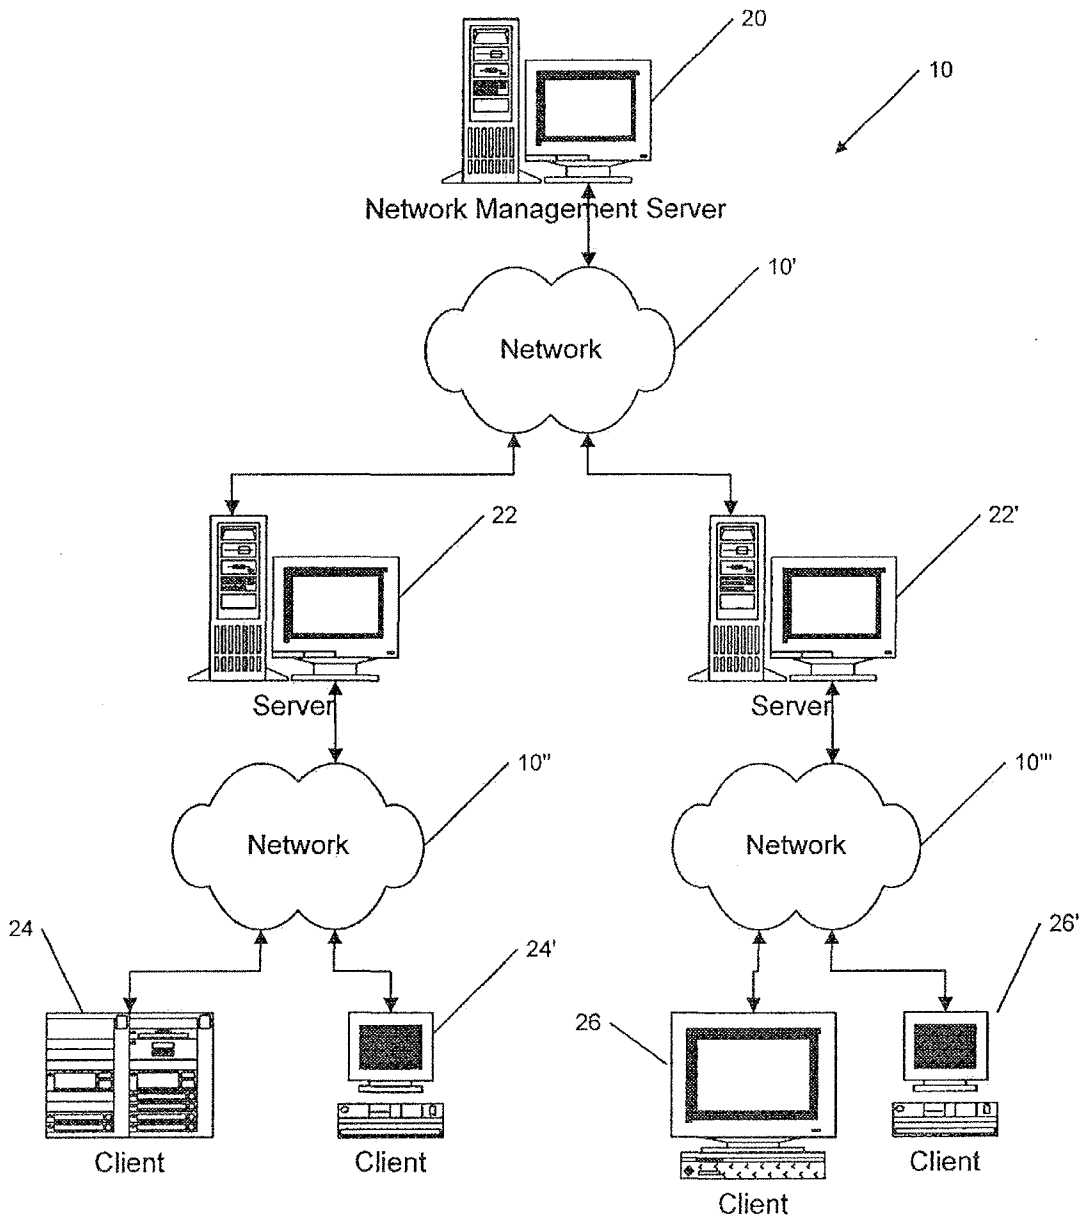 20
10
Network Management Server
10'
Network
22
22'
Server
Server
10"
10'''
Network
Network
24
24'
26
26'
Client
Client
Client
Client